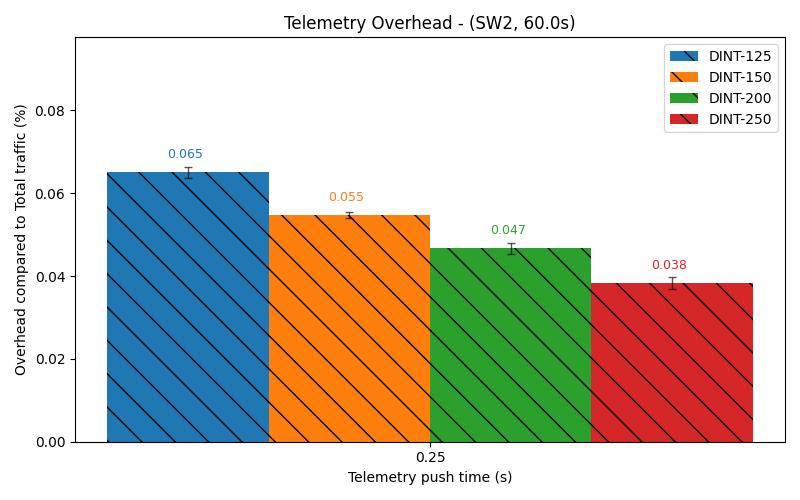 Telemetry Overhead - (SW2, 60.0s)
DINT-125
DINT-150
DINT-200
DINT-250
0.08
0.06
0.04
0.02
0.00
Overhead compared to Total traffic (%)
0.065
0.055
0.047
0.038
0.25
Telemetry push time (s)